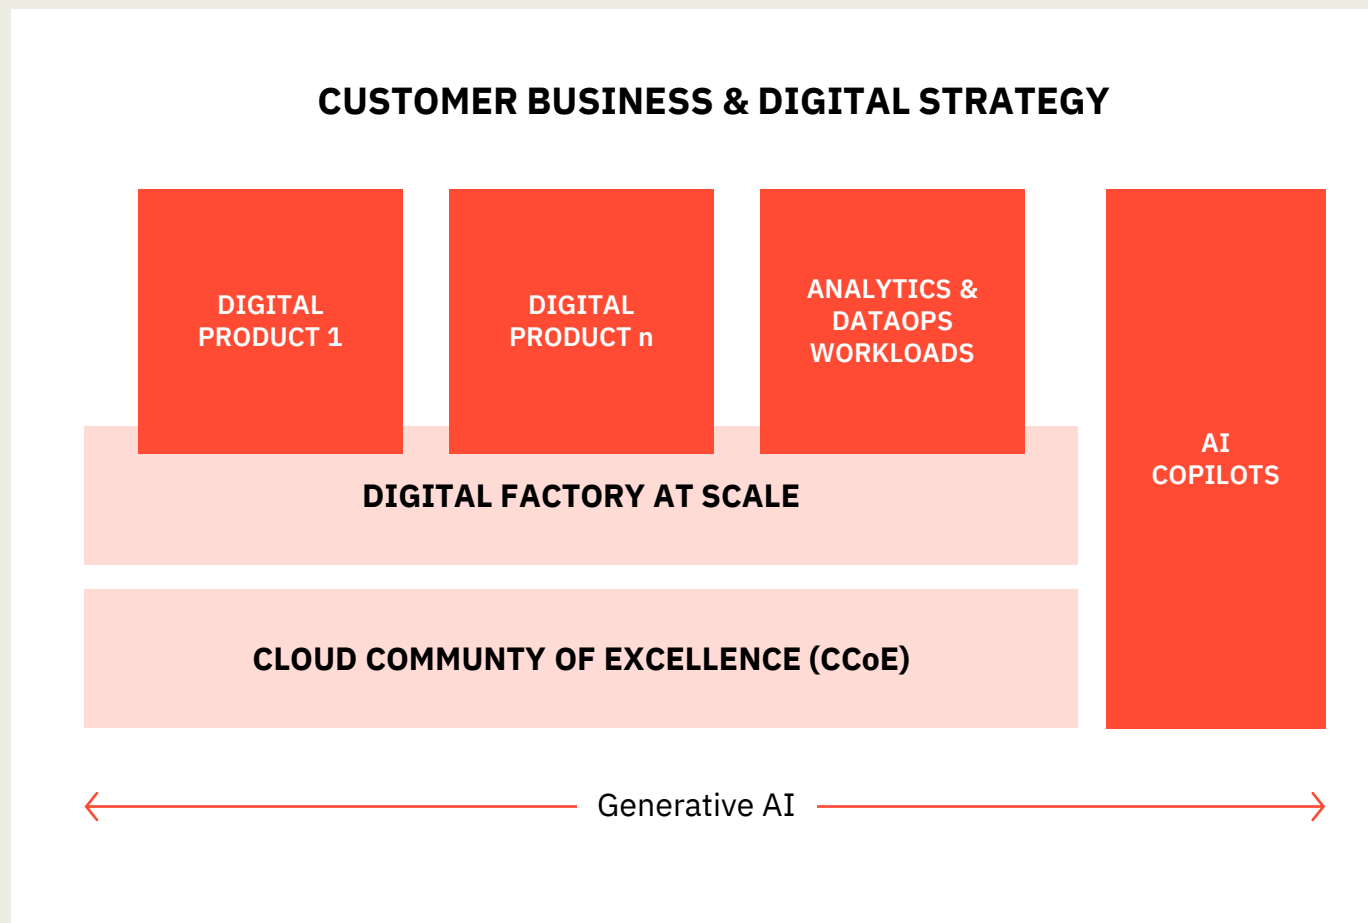 CUSTOMER BUSINESS & DIGITAL STRATEGY
DIGITAL
PRODUCT 1
DIGITAL
PRODUCT n
ANALYTICS &
DATAOPS
WORKLOADS
AI
COPILOTS
DIGITAL FACTORY AT SCALE
CLOUD COMMUNTY OF EXCELLENCE (CCoE)
Generative AI